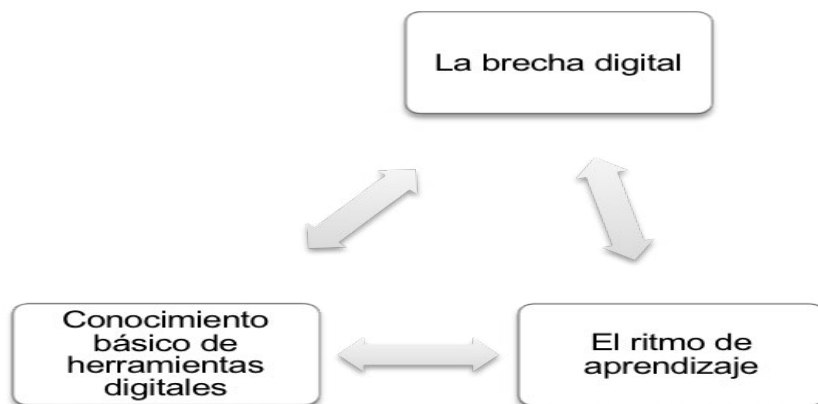 La brecha digital
Conocimiento
básico de
herramientas
digitales
El ritmo de
aprendizaje